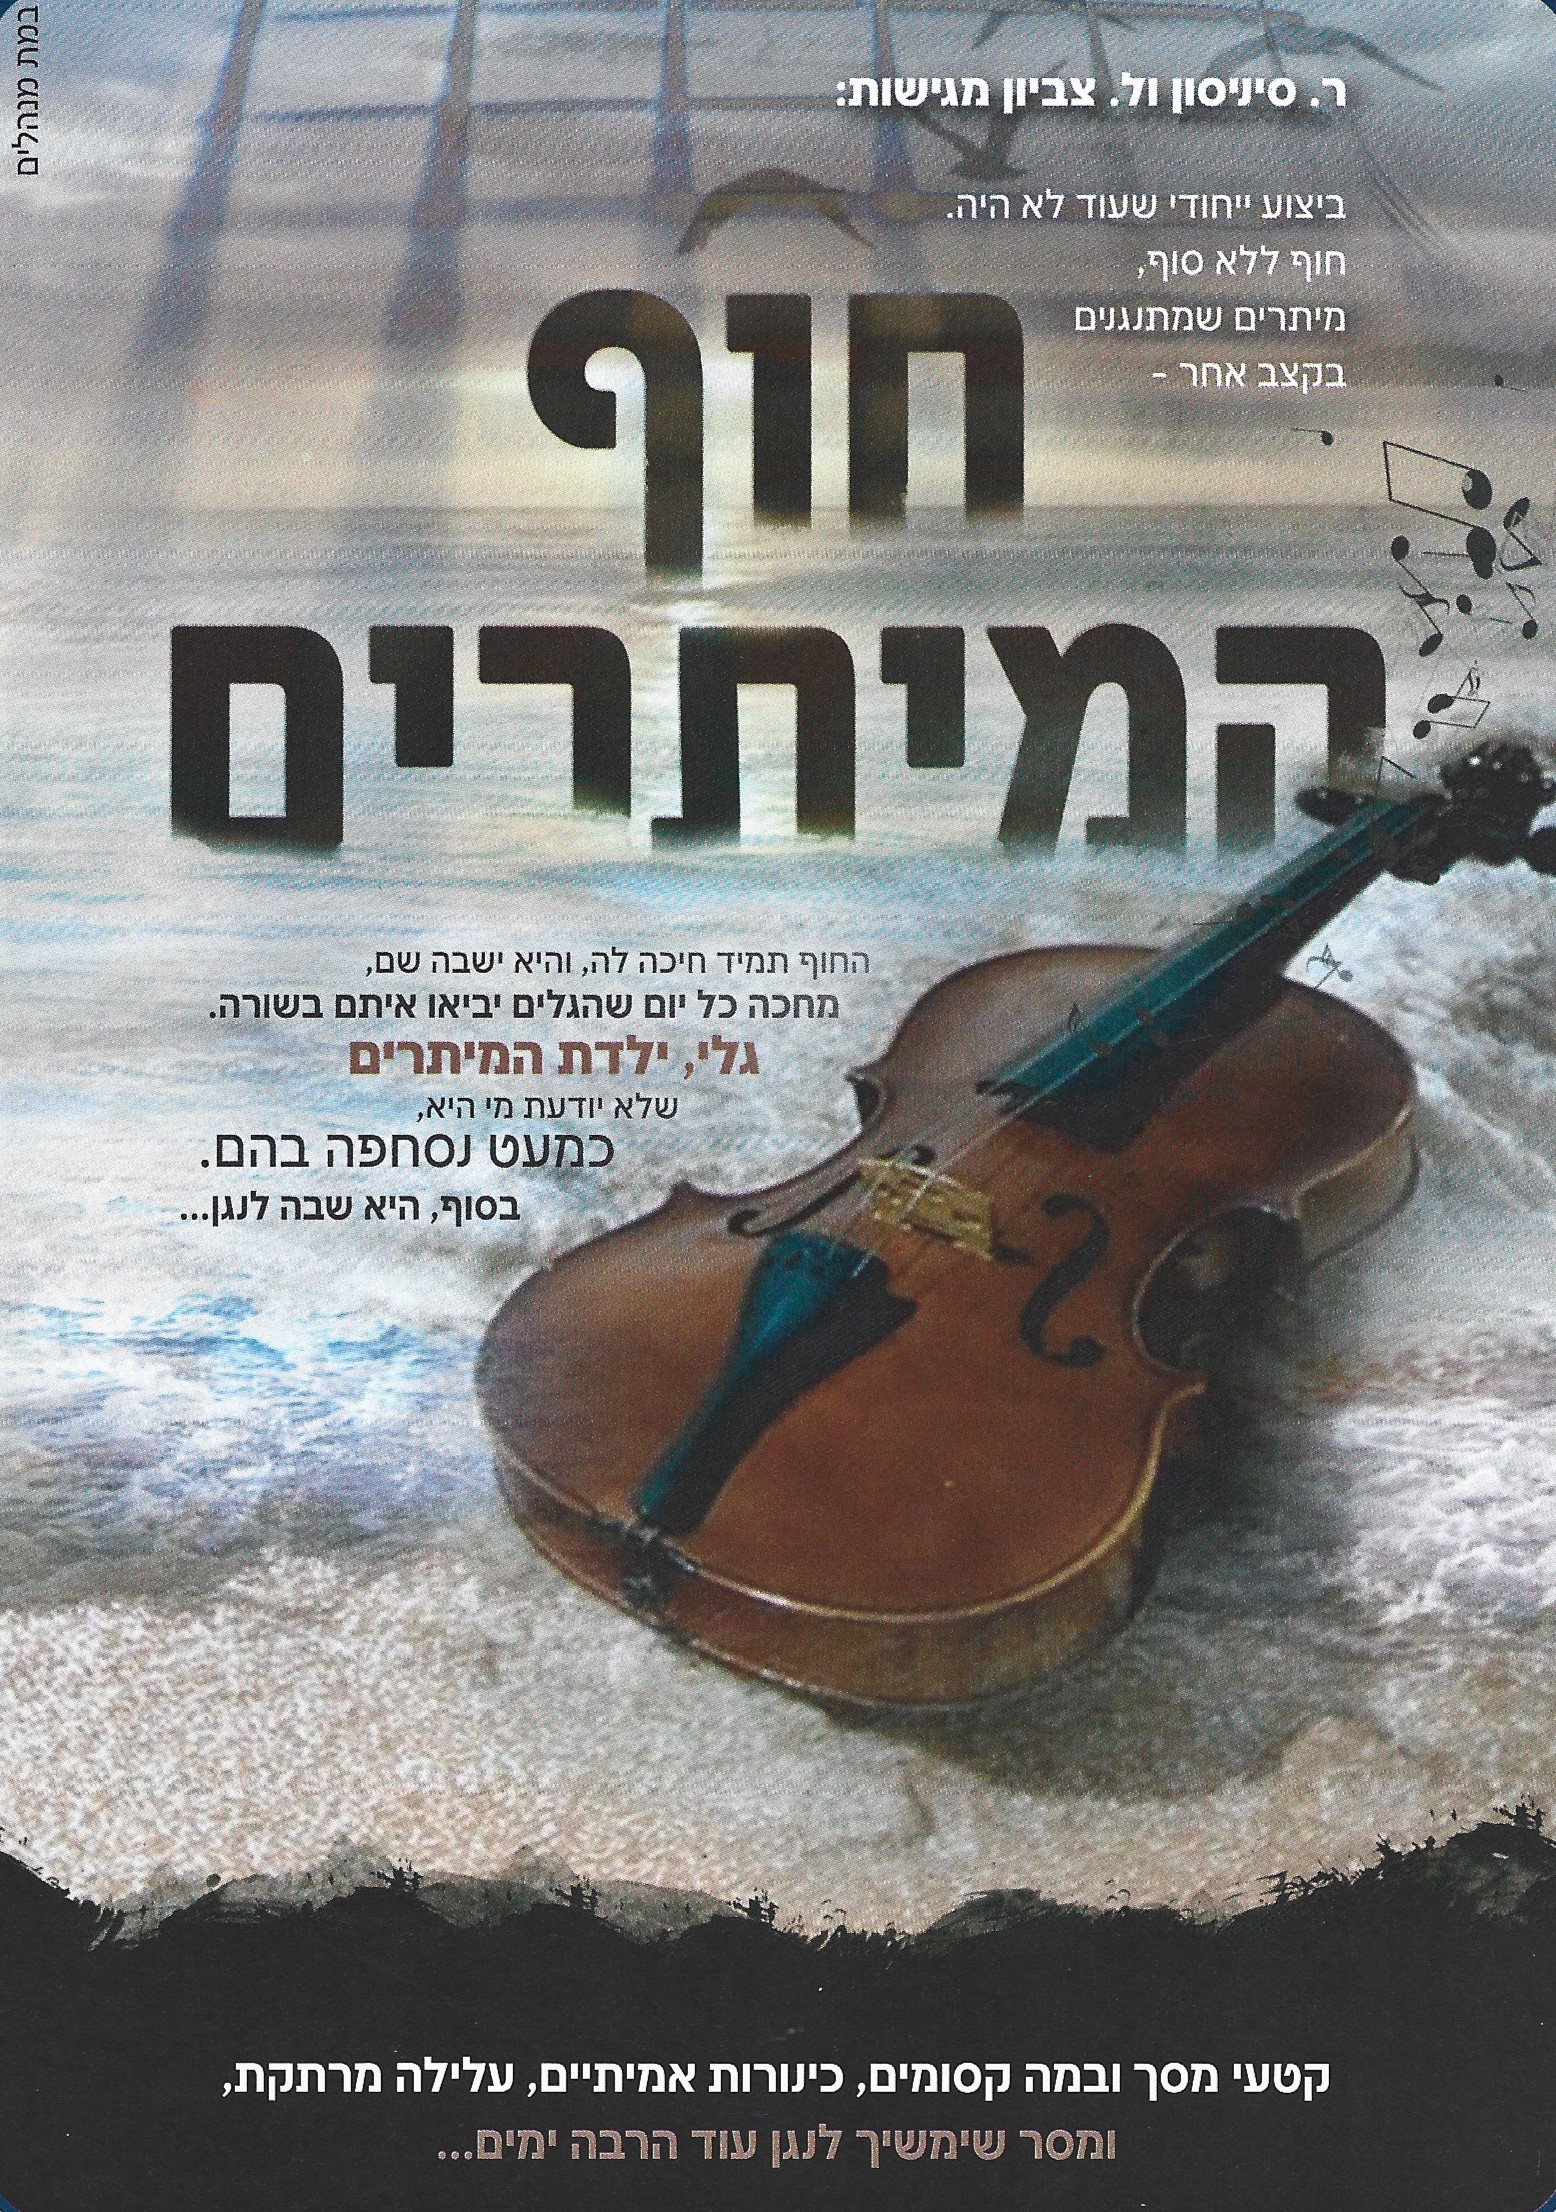 במת מנהלים
ר. סיניסון ול. צביון מגישות:
ביצוע ייחודי שעוד לא היה.
חוף ללא סוף,
מיתרים שמתנגנים
בקצב אחר -
חוף
המיתרים
החוף תמיד חיכה לה, והיא ישבה שם,
מחכה כל יום שהגלים יביאו איתם בשורה.
גלי, ילדת המיתרים
שלא יודעת מי היא,
כמעט נסחפה בהם.
בסוף, היא שבה לנגן...
קטעי מסך ובמה קסומים, כינורות אמיתיים, עלילה מרתקת,
ומסר שימשיך לנגן עוד הרבה ימים...